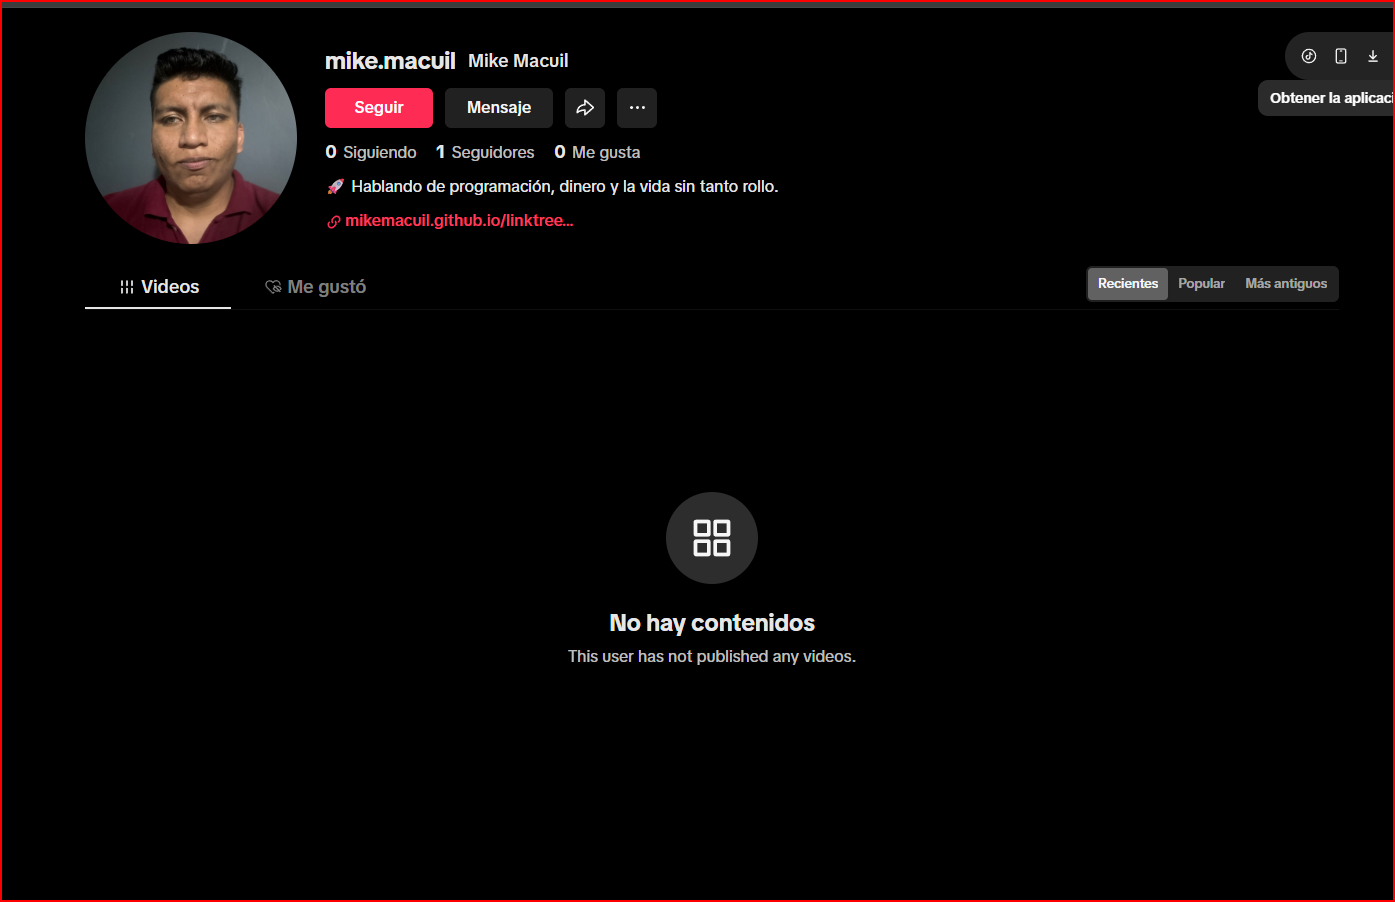 mike.macuil Mike Macuil
Seguir Mensaje
0 Siguiendo 1 Seguidores 0 Me gusta
🚀 Hablando de programación, dinero y la vida sin tanto rollo.
mikemacuil.github.io/linktree...
Obtener la aplicaci
Videos Me gustó
Recientes Popular Más antiguos
No hay contenidos
This user has not published any videos.